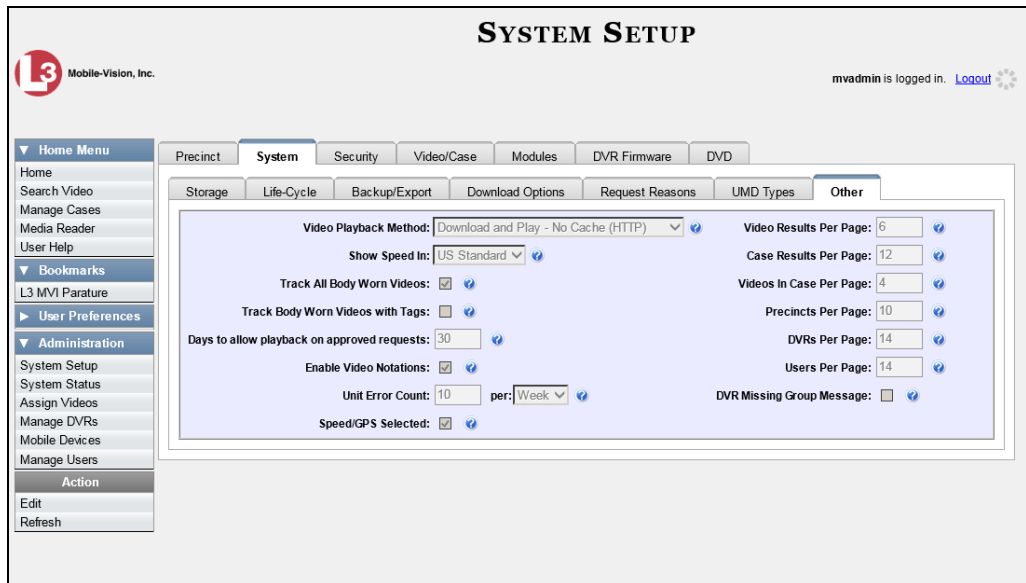 SYSTEM SETUP
L3 Mobile-Vision, Inc.
mvadmin is logged in. Logout
▼ Home Menu
Home
Search Video
Manage Cases
Media Reader
User Help
▼ Bookmarks
L3 MVI Parature
▶ User Preferences
▼ Administration
System Setup
System Status
Assign Videos
Manage DVRs
Mobile Devices
Manage Users
Action
Edit
Refresh
Precinct System Security Video/Case Modules DVR Firmware DVD
Storage Life-Cycle Backup/Export Download Options Request Reasons UMD Types Other
Video Playback Method: Download and Play - No Cache (HTTP) ?
Show Speed In: US Standard ?
Track All Body Worn Videos: ?
Track Body Worn Videos with Tags: ?
Days to allow playback on approved requests: 30 ?
Enable Video Notations: ?
Unit Error Count: 10 per: Week ?
Speed/GPS Selected: ?
Video Results Per Page: 6 ?
Case Results Per Page: 12 ?
Videos In Case Per Page: 4 ?
Precincts Per Page: 10 ?
DVRs Per Page: 14 ?
Users Per Page: 14 ?
DVR Missing Group Message: ?